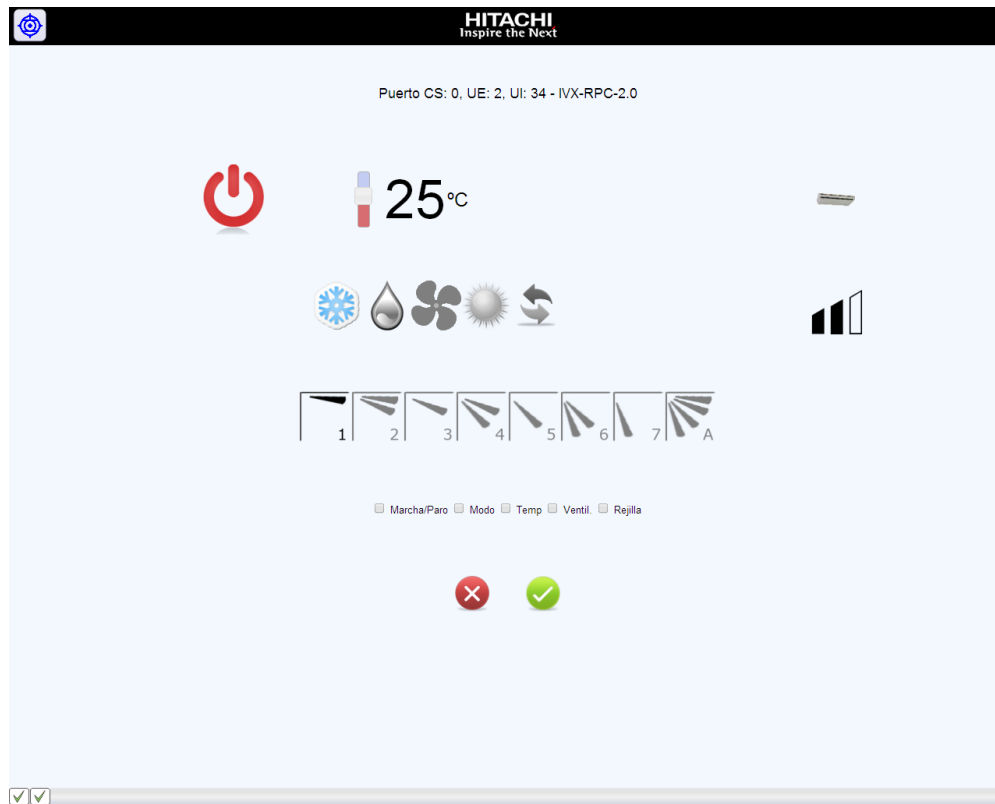 HITACHI
Inspire the Next
Puerto CS: 0, UE: 2, UI: 34 - IVX-RPC-2.0
25 ºC
1 2 3 4 5 6 7 A
Marcha/Paro Modo Temp Ventil. Rejilla